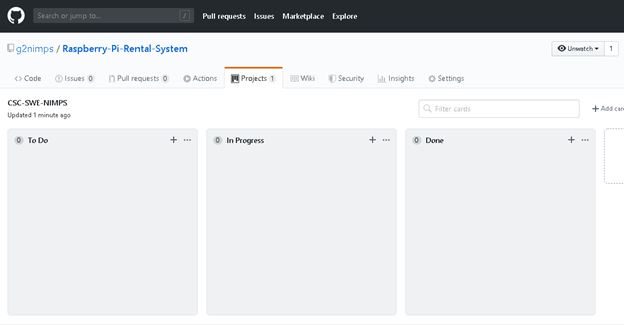 Search or jump to... / Pull requests Issues Marketplace Explore
g2nimps / Raspberry-Pi-Rental-System Unwatch 1
Code Issues 0 Pull requests 0 Actions Projects 1 Wiki Security Insights Settings
CSC-SWE-NIMPS
Updated 1 minute ago
Filter cards
Add car
0 To Do
0 In Progress
0 Done